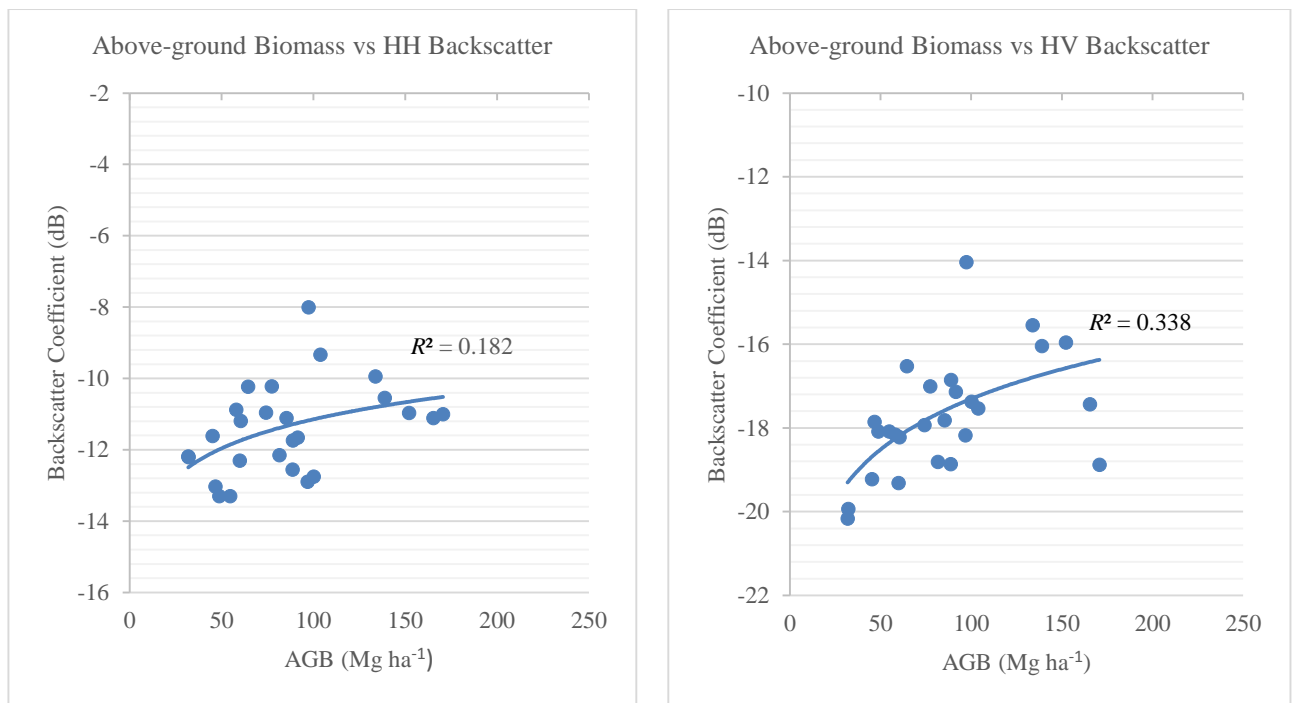 Above-ground Biomass vs HH Backscatter
-2
-4
-6
-8
-10
-12
-14
-16
Backscatter Coefficient (dB)
R² = 0.182
0 50 100 150 200 250
AGB (Mg ha⁻¹)
Above-ground Biomass vs HV Backscatter
-10
-12
-14
-16
-18
-20
-22
Backscatter Coefficient (dB)
R² = 0.338
0 50 100 150 200 250
AGB (Mg ha⁻¹)